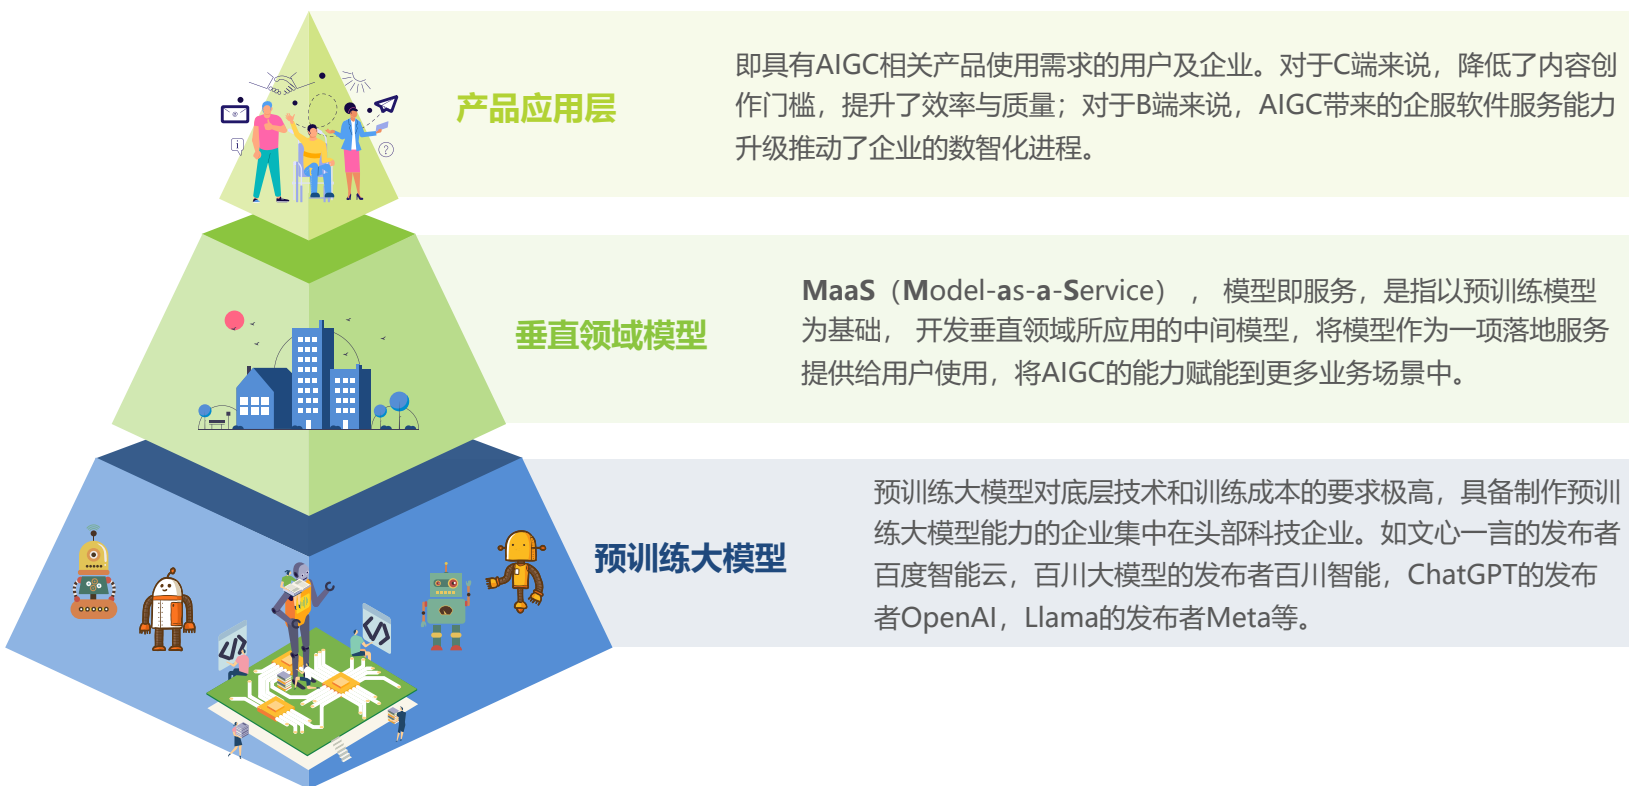 产品应用层
即具有AIGC相关产品使用需求的用户及企业。对于C端来说，降低了内容创
作门槛，提升了效率与质量；对于B端来说，AIGC带来的企服软件服务能力
升级推动了企业的数智化进程。
垂直领域模型
MaaS（Model-as-a-Service） ， 模型即服务，是指以预训练模型
为基础， 开发垂直领域所应用的中间模型，将模型作为一项落地服务
提供给用户使用，将AIGC的能力赋能到更多业务场景中。
预训练大模型
预训练大模型对底层技术和训练成本的要求极高，具备制作预训
练大模型能力的企业集中在头部科技企业。如文心一言的发布者
百度智能云，百川大模型的发布者百川智能，ChatGPT的发布
者OpenAI，Llama的发布者Meta等。